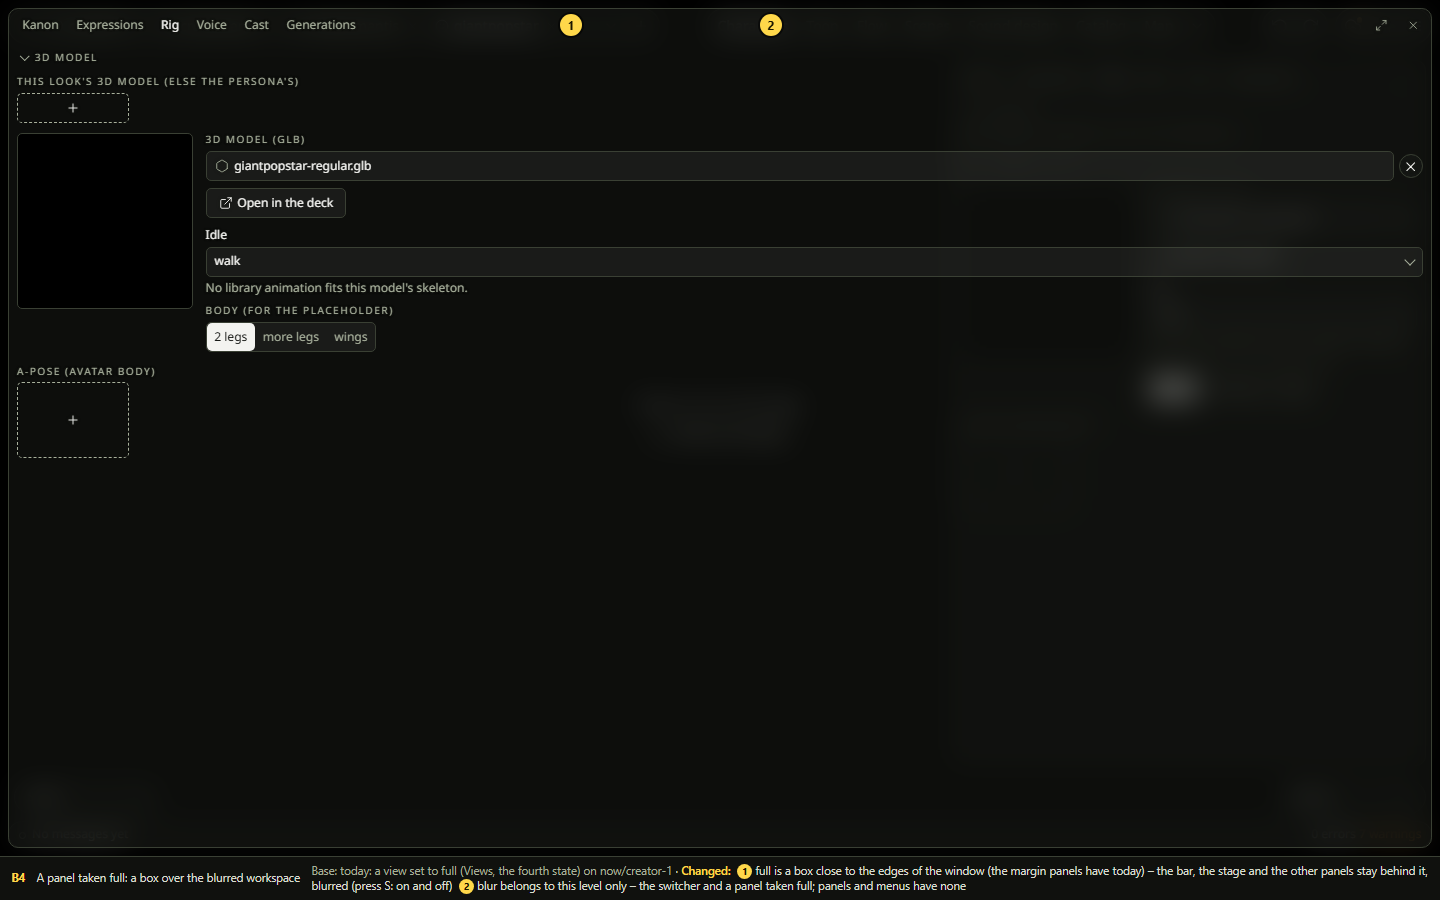 Kanon Expressions Rig Voice Cast Generations 1 2
3D MODEL
THIS LOOK'S 3D MODEL (ELSE THE PERSONA'S)
+
3D MODEL (GLB)
giantpopstar-regular.glb
Open in the deck
Idle
walk
No library animation fits this model's skeleton.
BODY (FOR THE PLACEHOLDER)
2 legs more legs wings
A-POSE (AVATAR BODY)
+
B4 A panel taken full: a box over the blurred workspace
Base: today: a view set to full (Views, the fourth state) on now/creator-1 · Changed: 1 full is a box close to the edges of the window (the margin panels have today) – the bar, the stage and the other panels stay behind it,
blurred (press S: on and off) 2 blur belongs to this level only – the switcher and a panel taken full; panels and menus have none